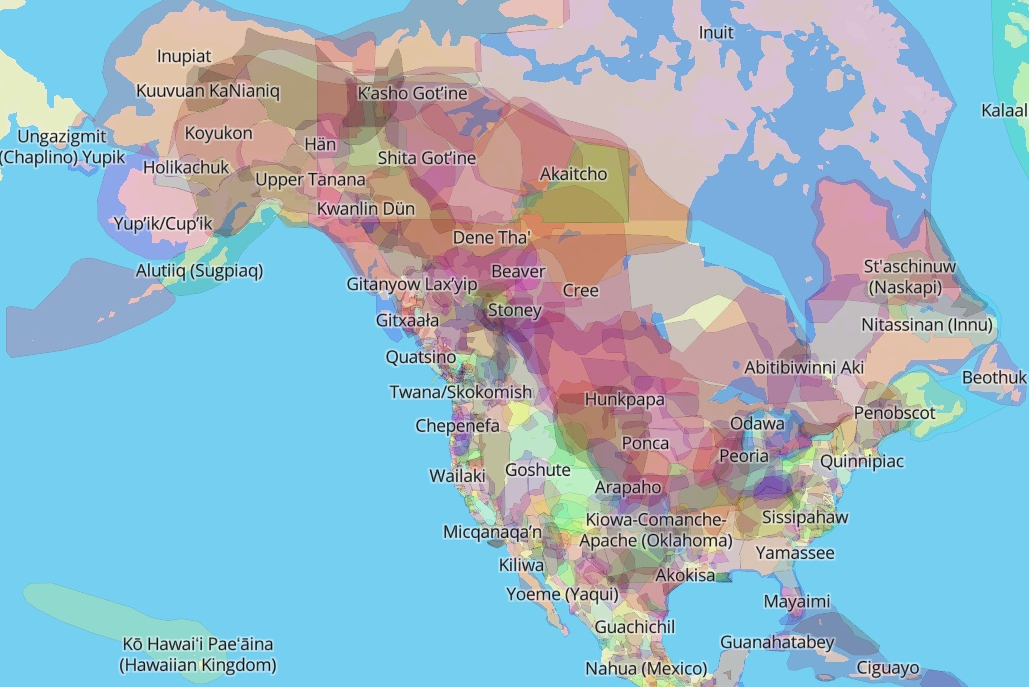 Inuit
Inupiat
Kuuvuan KaNianiq
K’asho Got’ine
Kalaal
Ungazigmit
(Chaplino) Yupik
Koyukon
Hän
Shita Got’ine
Holikachuk
Upper Tanana
Akaitcho
Kwanlin Dün
Yup’ik/Cup’ik
Dene Tha'
Alutiiq (Sugpiaq)
Beaver
St'aschinuw
(Naskapi)
Gitanyow Lax’yip
Cree
Stoney
Gitxaała
Nitassinan (Innu)
Quatsino
Abitibiwinni Aki
Beothuk
Twana/Skokomish
Hunkpapa
Penobscot
Chepenefa
Odawa
Ponca
Peoria
Quinnipiac
Wailaki
Goshute
Arapaho
Kiowa-Comanche-
Apache (Oklahoma)
Sissipahaw
Micqanaqa’n
Yamassee
Kiliwa
Akokisa
Yoeme (Yaqui)
Mayaimi
Guachichil
Kō Hawaiʻi Paeʻāina
(Hawaiian Kingdom)
Guanahatabey
Nahua (Mexico)
Ciguayo